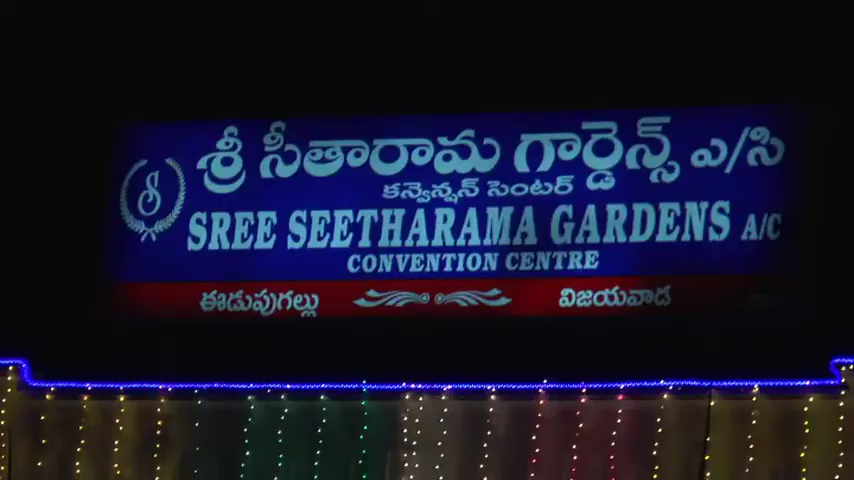 శ్రీ సీతారామ గార్డెన్స్ ఎ/సి
కన్వెన్షన్ సెంటర్
S
SREE SEETHARAMA GARDENS A/C
CONVENTION CENTRE
ఈడుపుగల్లు విజయవాడ